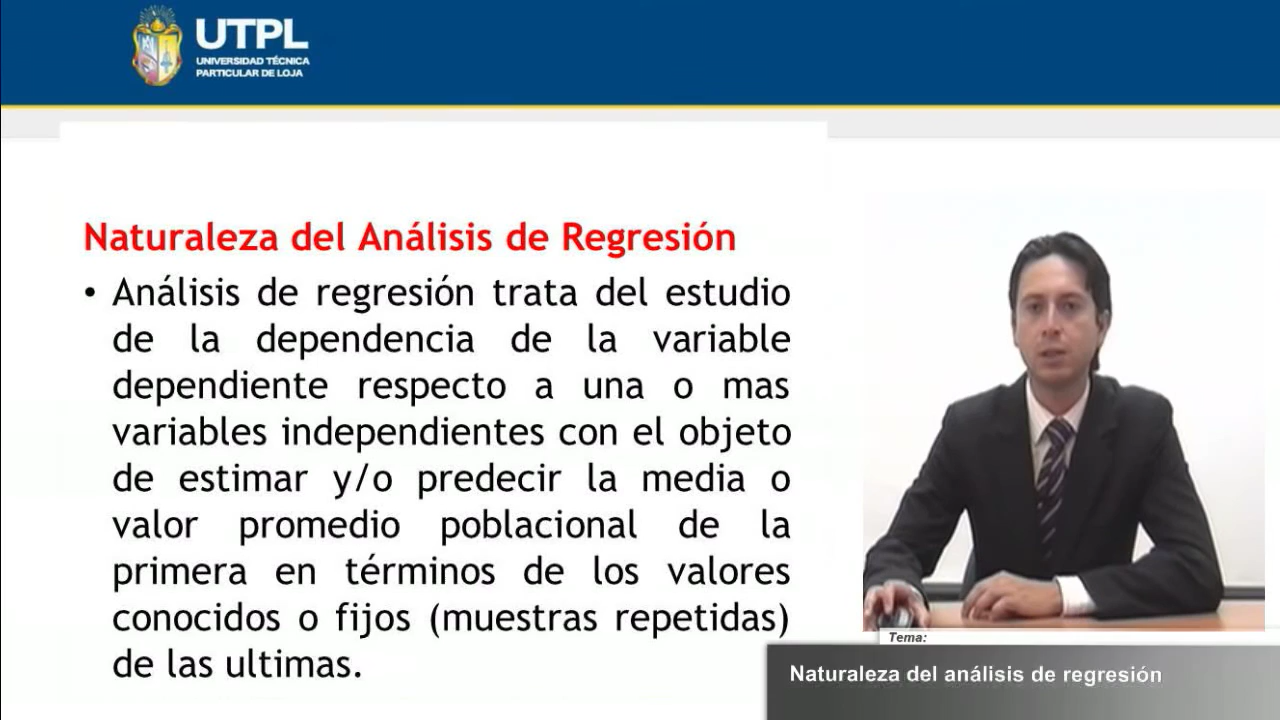 UTPL
UNIVERSIDAD TÉCNICA
PARTICULAR DE LOJA
Naturaleza del Análisis de Regresión
• Análisis de regresión trata del estudio
de la dependencia de la variable
dependiente respecto a una o mas
variables independientes con el objeto
de estimar y/o predecir la media o
valor promedio poblacional de la
primera en términos de los valores
conocidos o fijos (muestras repetidas)
de las ultimas.
Tema:
Naturaleza del análisis de regresión